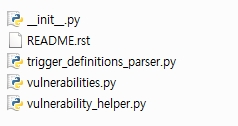 __init__.py
README.rst
trigger_definitions_parser.py
vulnerabilities.py
vulnerability_helper.py